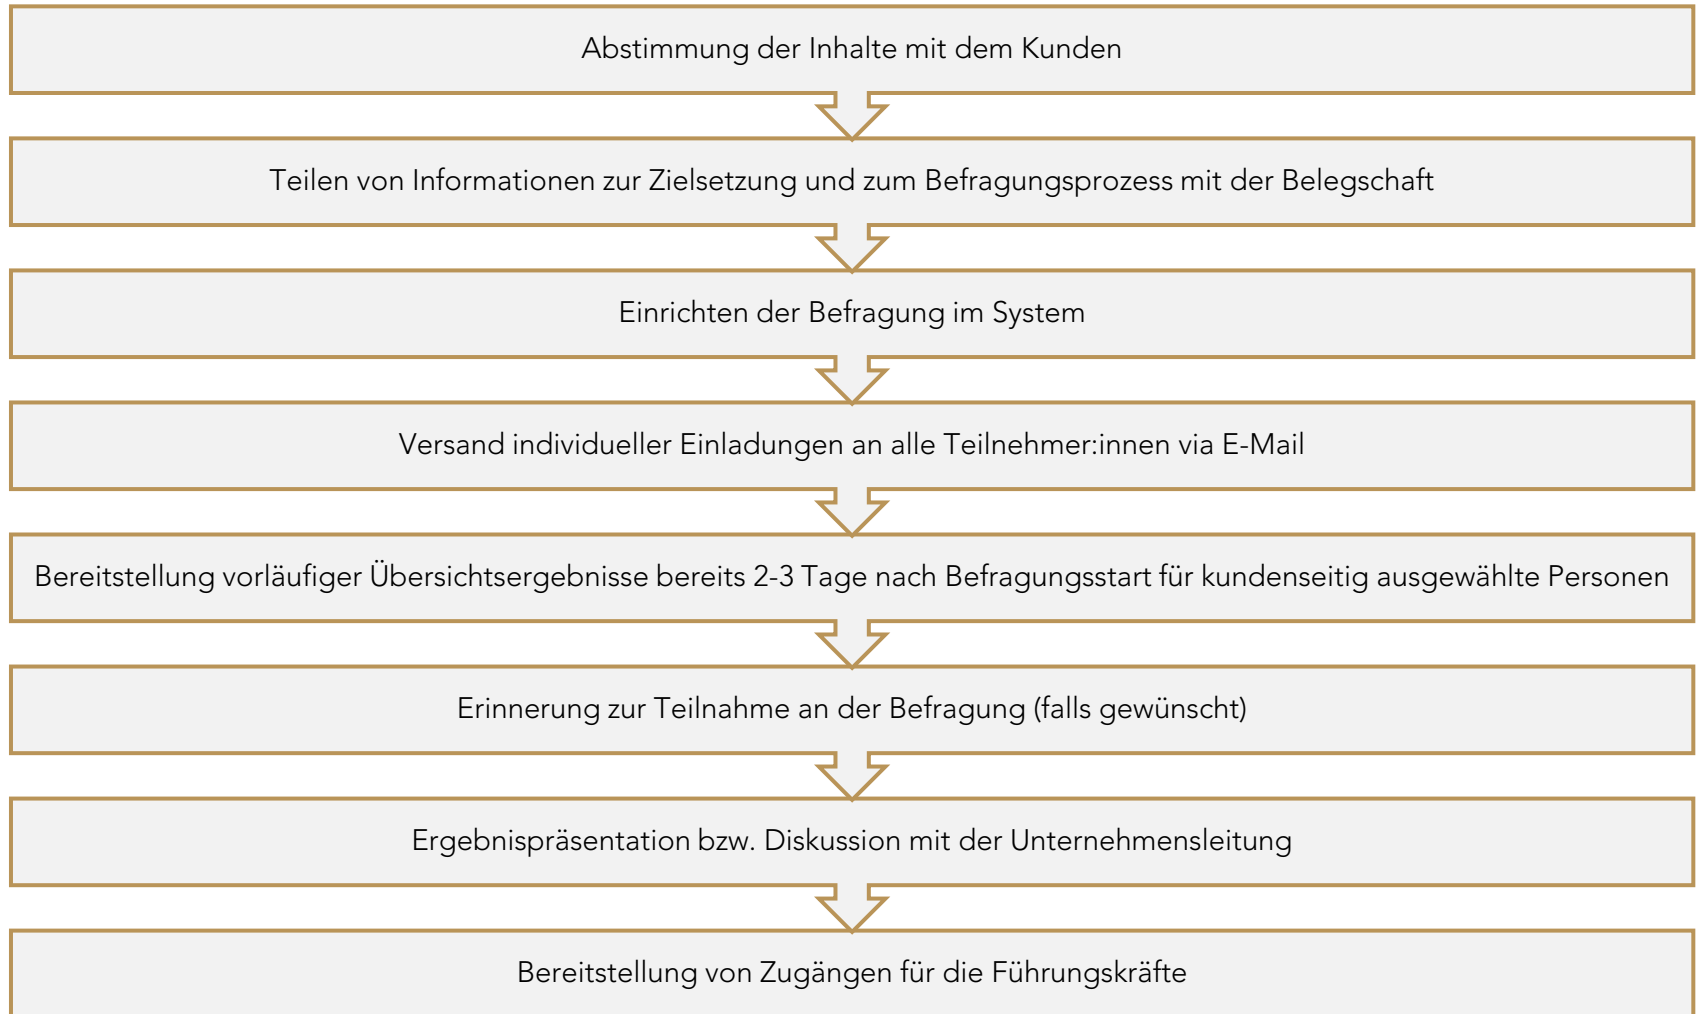 Abstimmung der Inhalte mit dem Kunden
Teilen von Informationen zur Zielsetzung und zum Befragungsprozess mit der Belegschaft
Einrichten der Befragung im System
Versand individueller Einladungen an alle Teilnehmer:innen via E-Mail
Bereitstellung vorläufiger Übersichtsergebnisse bereits 2-3 Tage nach Befragungsstart für kundenseitig ausgewählte Personen
Erinnerung zur Teilnahme an der Befragung (falls gewünscht)
Ergebnispräsentation bzw. Diskussion mit der Unternehmensleitung
Bereitstellung von Zugängen für die Führungskräfte